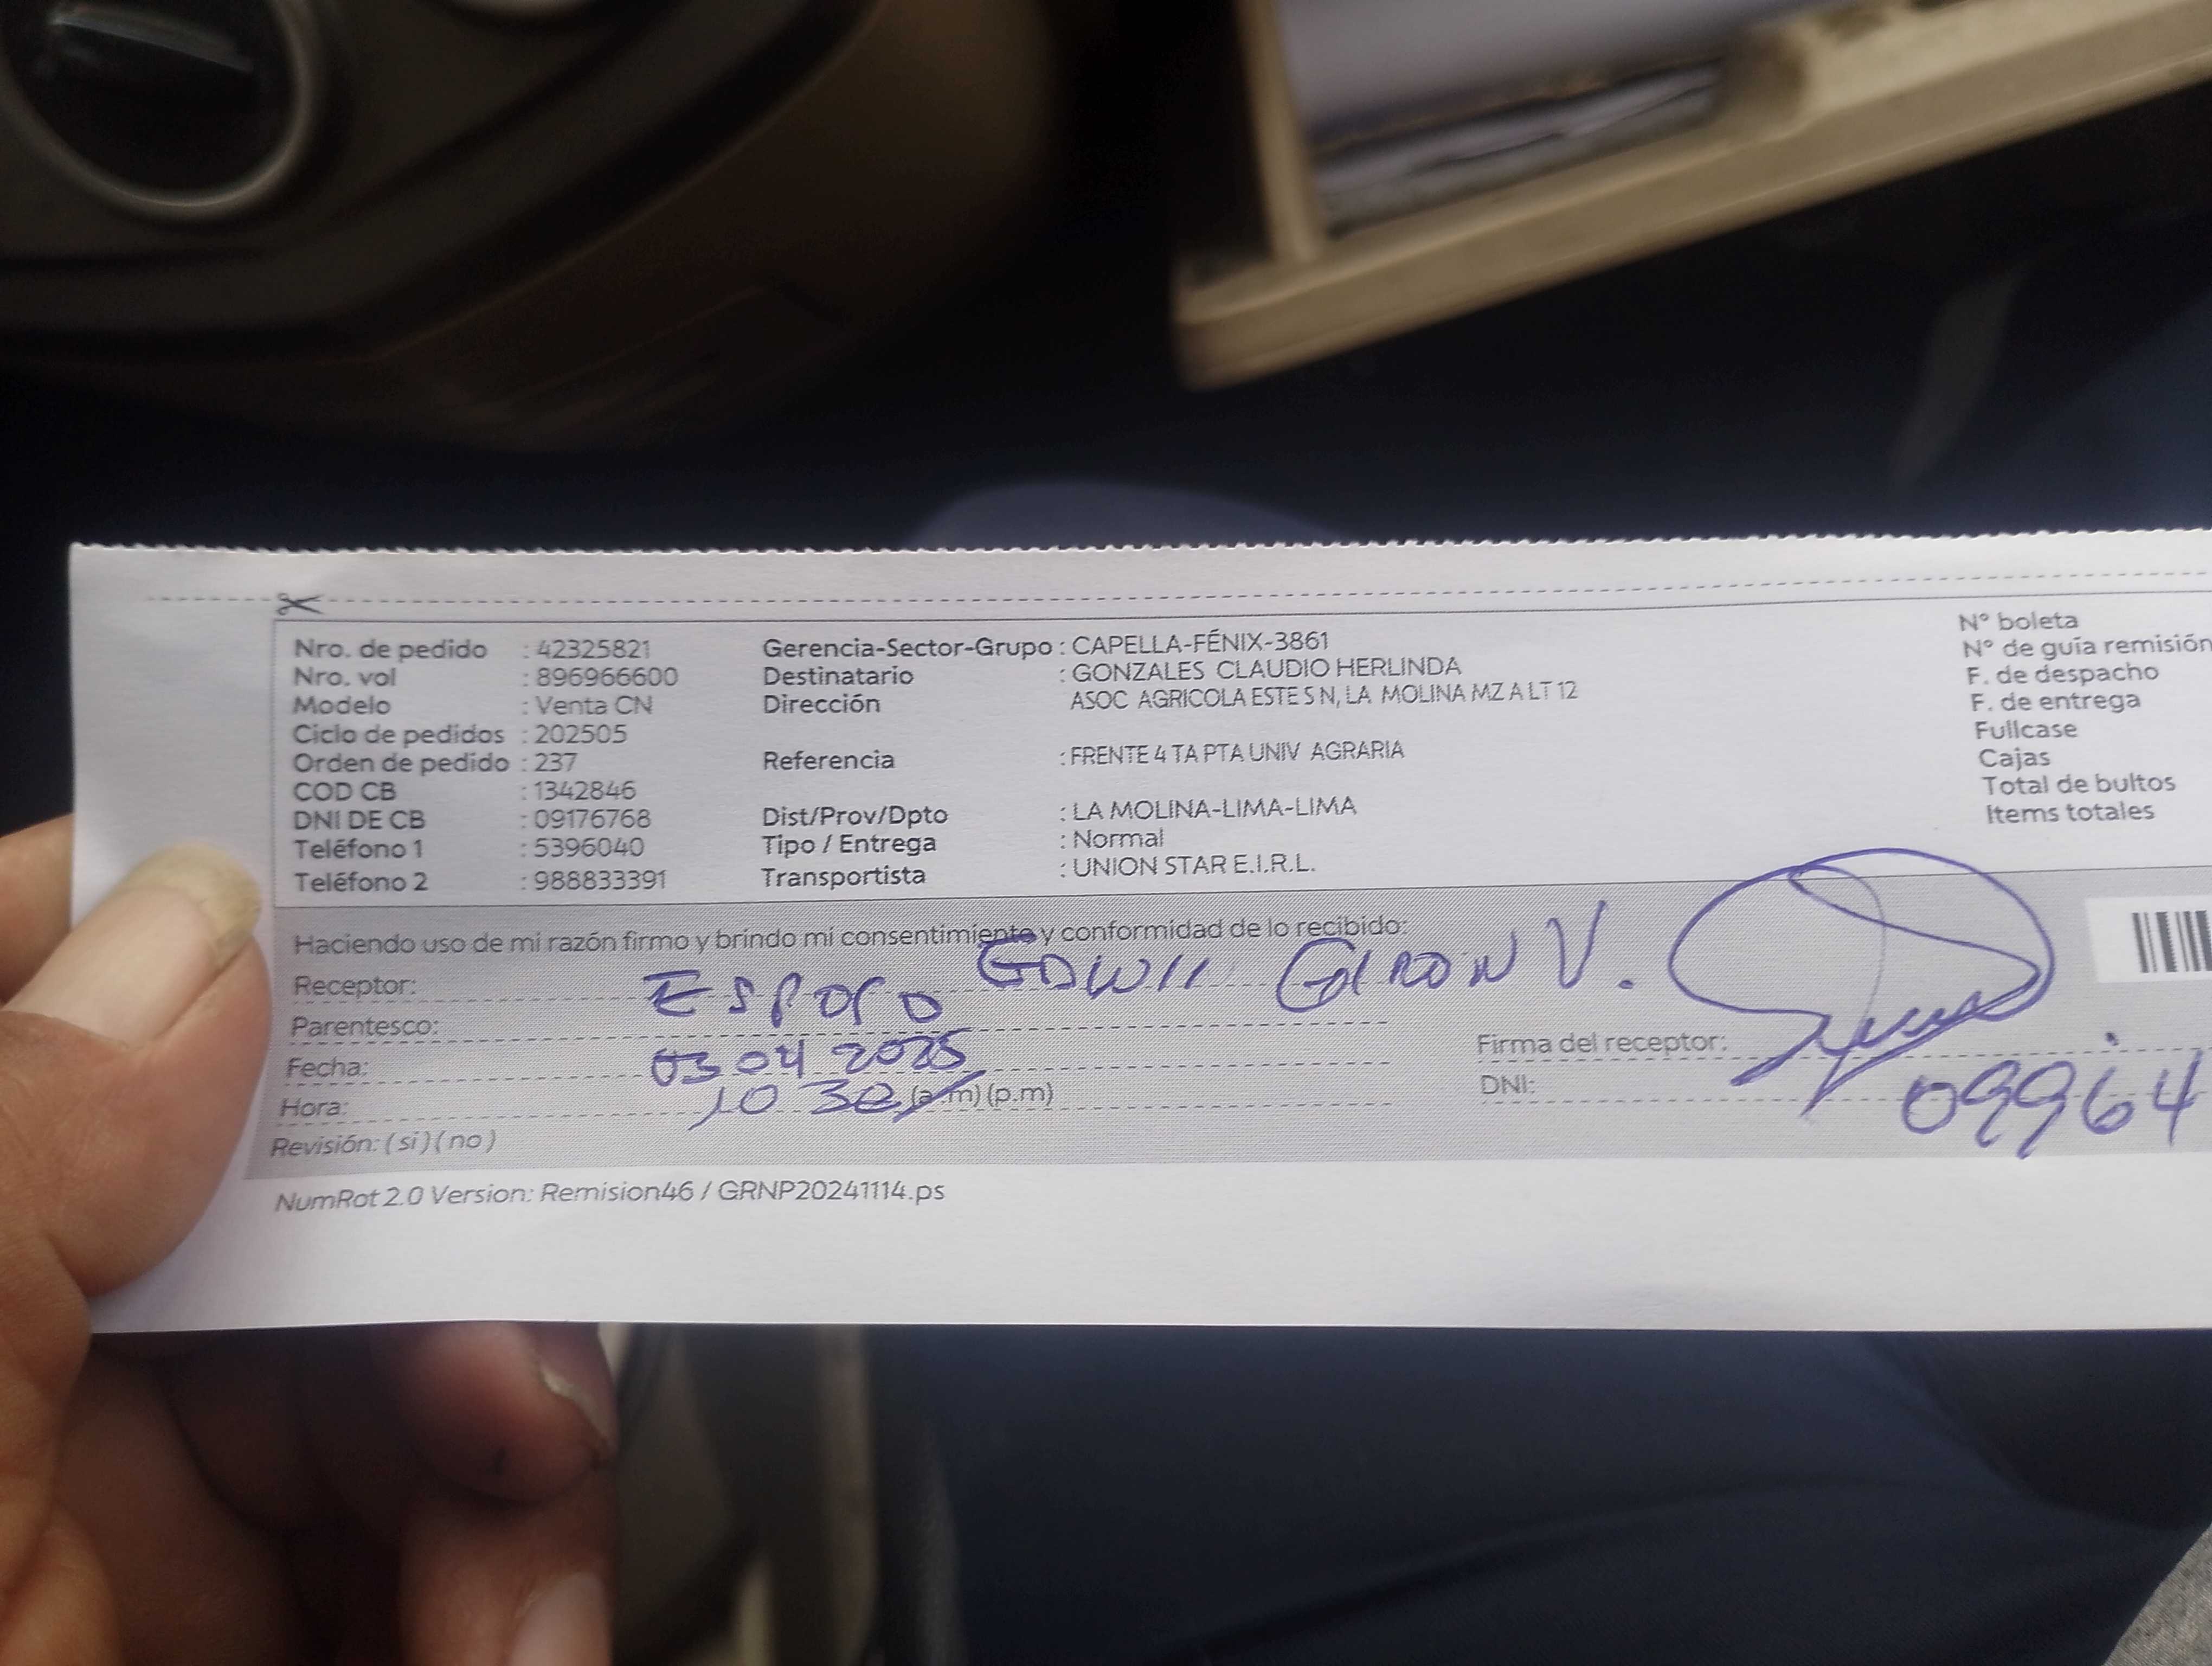 Nro. de pedido : 42325821 Gerencia-Sector-Grupo : CAPELLA-FÉNIX-3861 N° boleta
Nro. vol : 896966600 Destinatario : GONZALES CLAUDIO HERLINDA N° de guía remisión
Modelo : Venta CN Dirección ASOC AGRICOLA ESTE S N, LA MOLINA MZ A LT 12 F. de despacho
Ciclo de pedidos : 202505 F. de entrega
Orden de pedido : 237 Referencia : FRENTE 4 TA PTA UNIV AGRARIA Fullcase
COD CB : 1342846 Cajas
DNI DE CB : 09176768 Dist/Prov/Dpto : LA MOLINA-LIMA-LIMA Total de bultos
Teléfono 1 : 5396040 Tipo / Entrega : Normal Items totales
Teléfono 2 : 988833391 Transportista : UNION STAR E.I.R.L.
Haciendo uso de mi razón firmo y brindo mi consentimiento y conformidad de lo recibido:
Receptor: ESPOSO EDWIN GIRON V.
Parentesco:
Fecha: 03 04 2025 Firma del receptor:
Hora: 10 30 (a.m) (p.m) DNI: 09964
Revisión: (si) (no)
NumRot 2.0 Version: Remision46 / GRNP20241114.ps